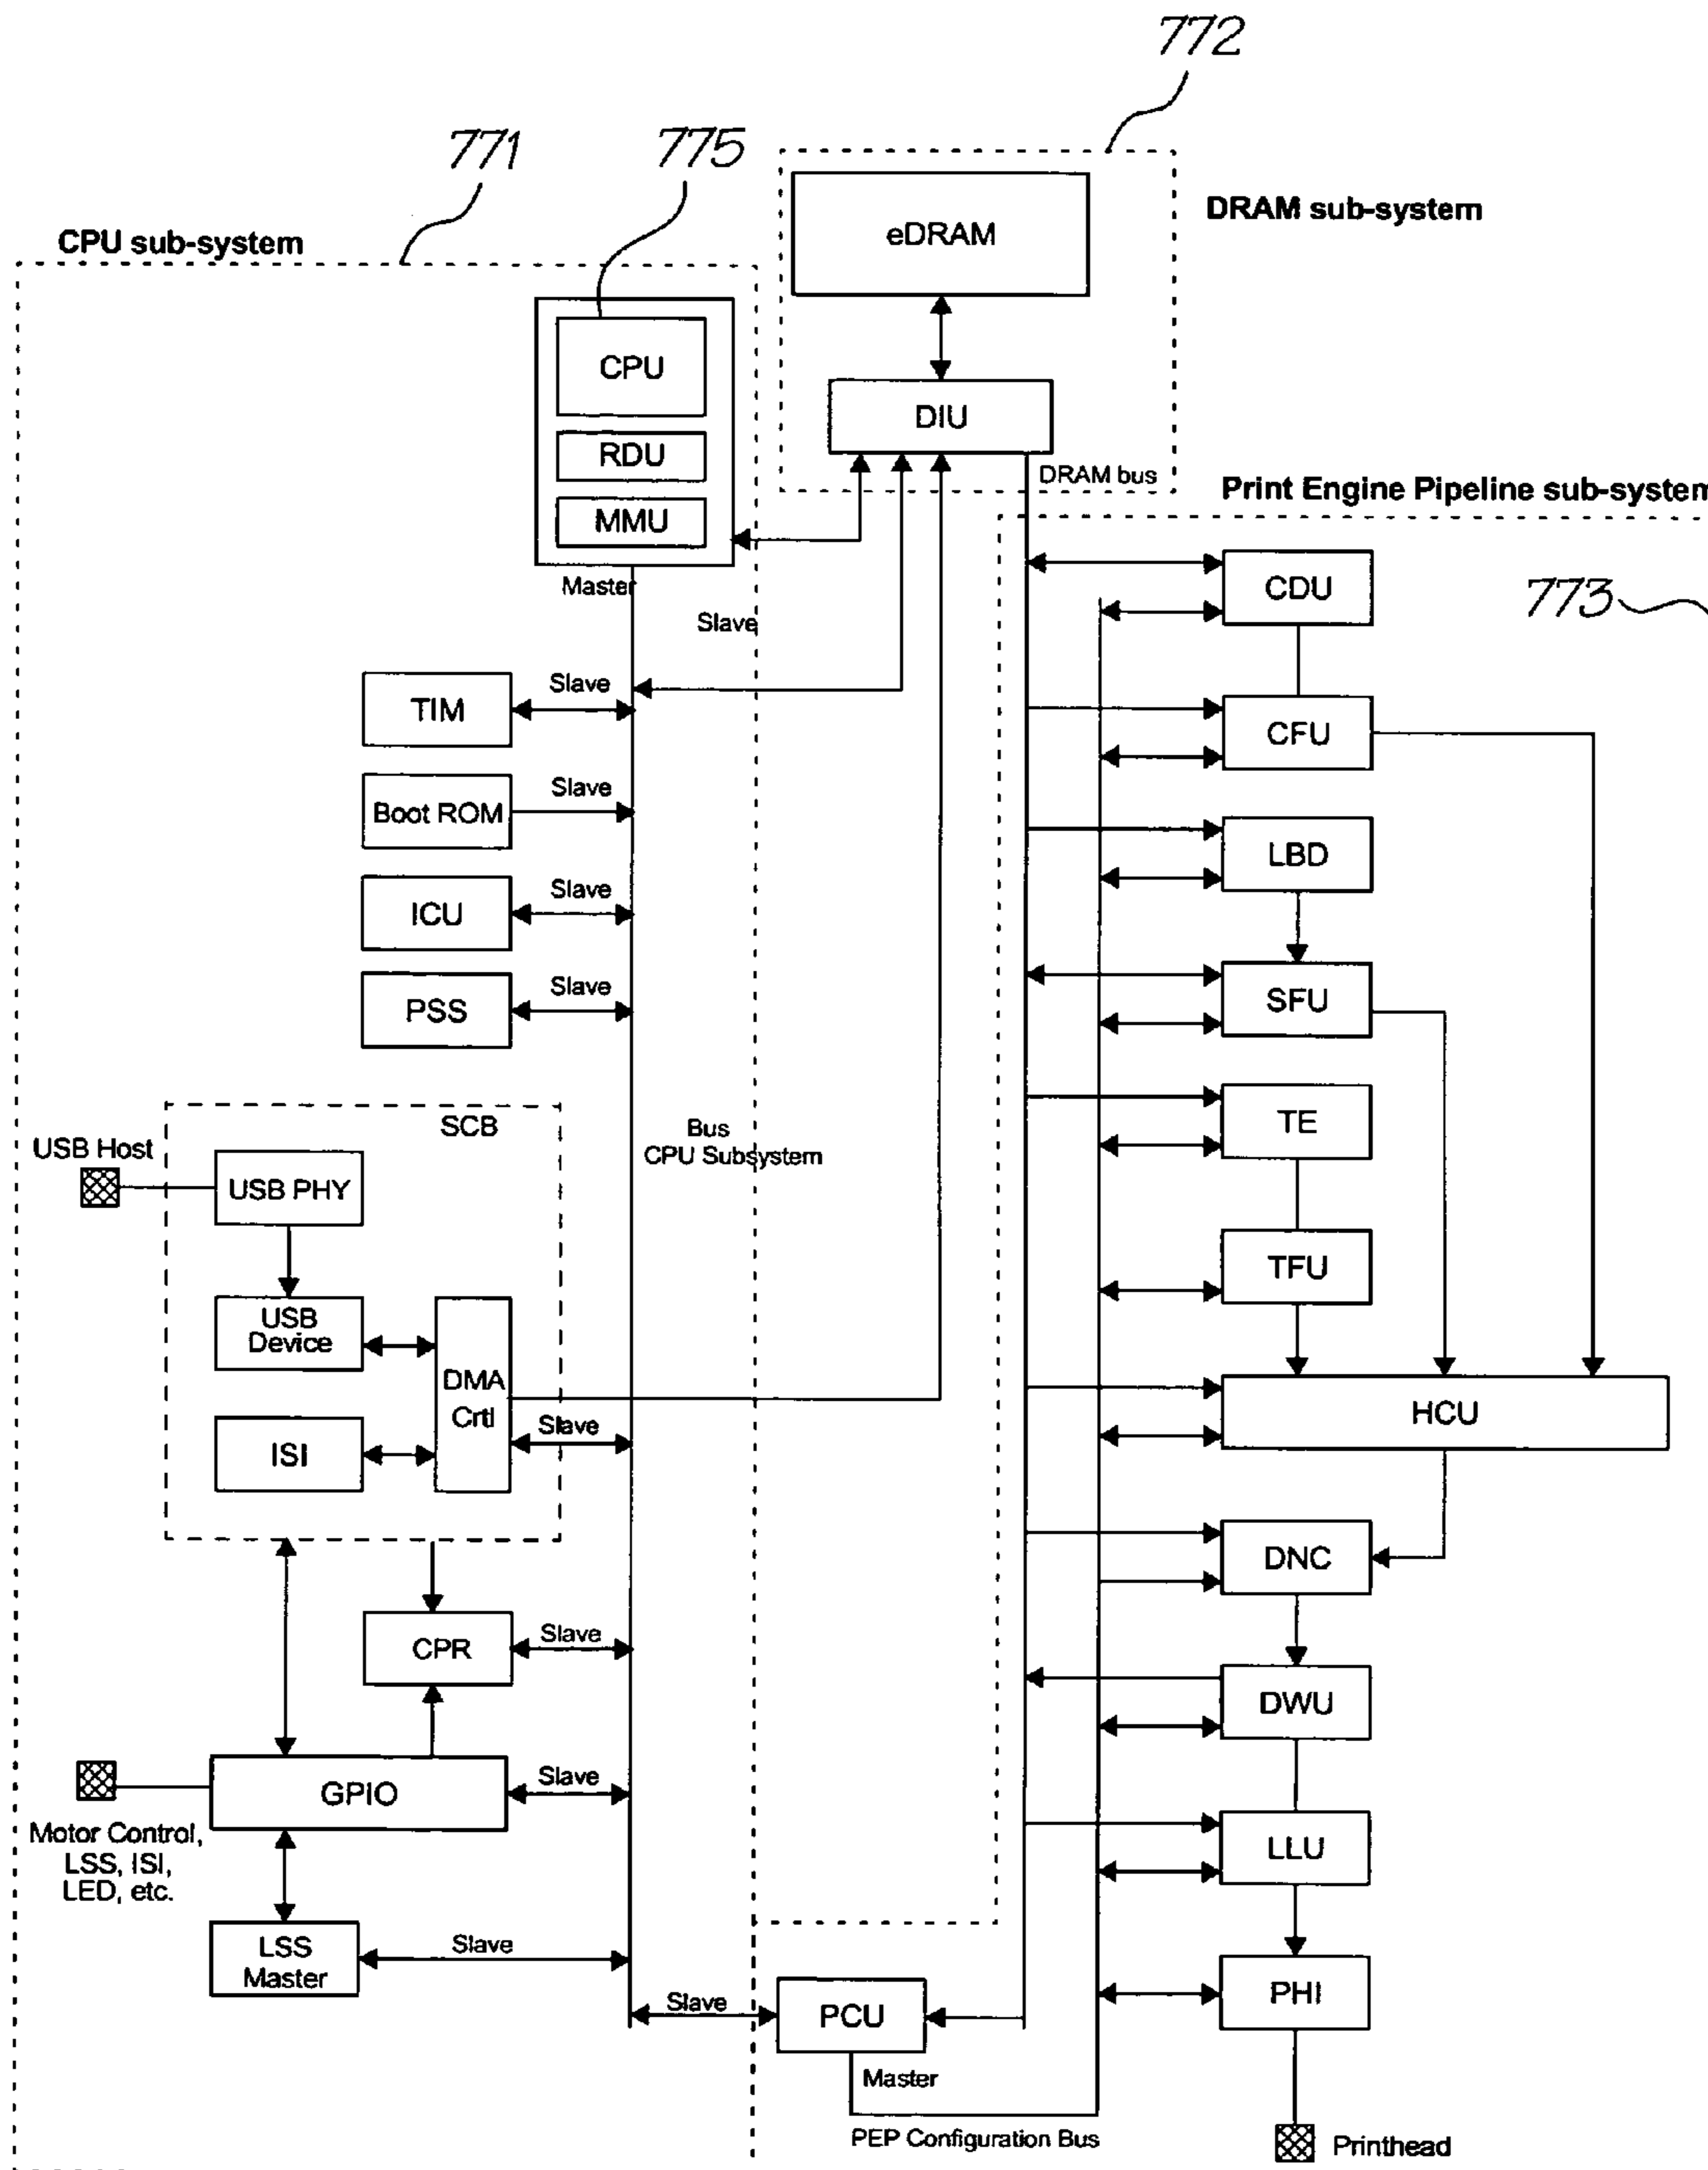 772
771
775
DRAM sub-system
CPU sub-system
eDRAM
CPU
DIU
RDU
DRAM bus
MMU
Print Engine Pipeline sub-system
Master
CDU
773
Slave
TIM
Slave
CFU
Boot ROM
Slave
LBD
ICU
Slave
PSS
Slave
SFU
SCB
TE
USB Host
Bus
CPU Subsystem
USB PHY
TFU
USB
Device
DMA
Crtl
HCU
Slave
ISI
DNC
CPR
Slave
DWU
GPIO
Slave
Motor Control,
LSS, ISI,
LED, etc.
LLU
LSS
Master
Slave
PHI
Slave
PCU
Master
PEP Configuration Bus
Printhead